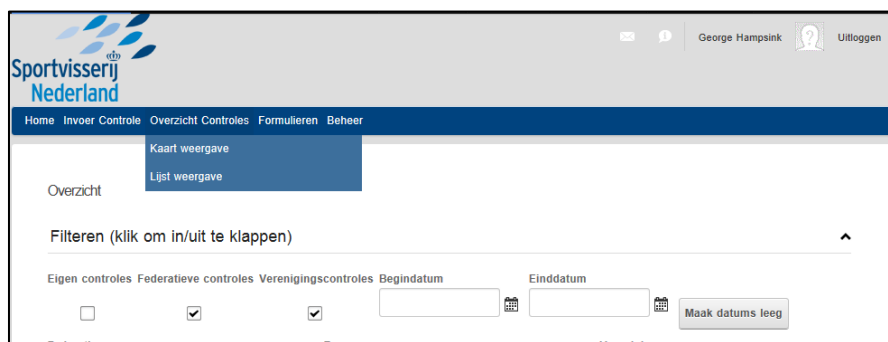 Sportvisserij
Nederland
George Hampsink
Uitloggen
Home Invoer Controle Overzicht Controles Formulieren Beheer
Kaart weergave
Lijst weergave
Overzicht
Filteren (klik om in/uit te klappen)
Eigen controles Federatieve controles Verenigingscontroles Begindatum Einddatum
Maak datums leeg